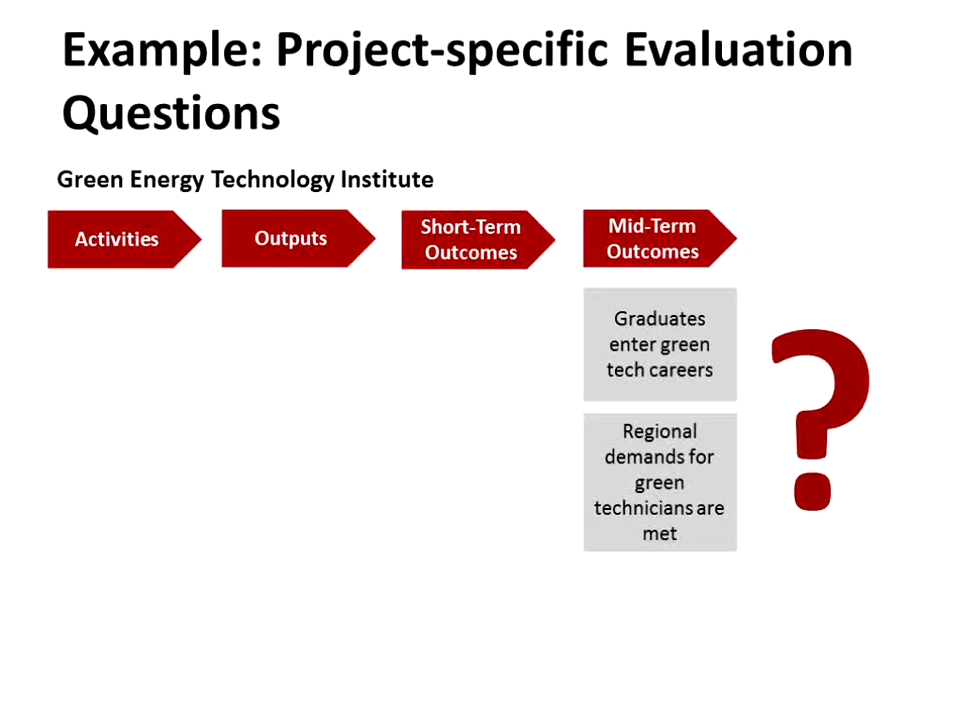 Example: Project-specific Evaluation
Questions
Green Energy Technology Institute
Activities
Outputs
Short-Term
Outcomes
Mid-Term
Outcomes
Graduates
enter green
tech careers
Regional
demands for
green
technicians are
met
?